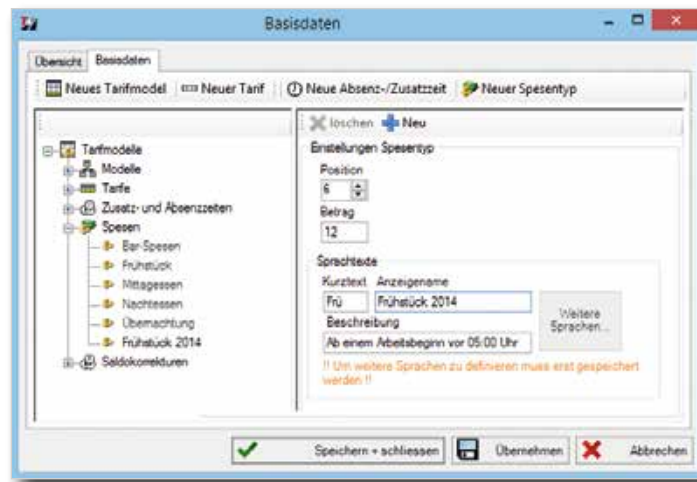 Basisdaten
Übersicht Basisdaten
Neues Tarifmodel Neuer Tarif Neue Absenz-/Zusatzzeit Neuer Spesentyp
löschen Neu
Tarifmodelle
Modelle
Tarife
Zusatz- und Absenzzeiten
Spesen
Bar-Spesen
Frühstück
Mittagessen
Nachtessen
Übernachtung
Frühstück 2014
Saldokorrekturen
Einstellungen Spesentyp
Position
6
Betrag
12
Sprachtexte
Kurztext Anzeigename
Frü Frühstück 2014
Beschreibung
Ab einem Arbeitsbeginn vor 05:00 Uhr
Weitere
Sprachen...
!! Um weitere Sprachen zu definieren muss erst gespeichert
werden !!
Speichern + schliessen Übernehmen Abbrechen